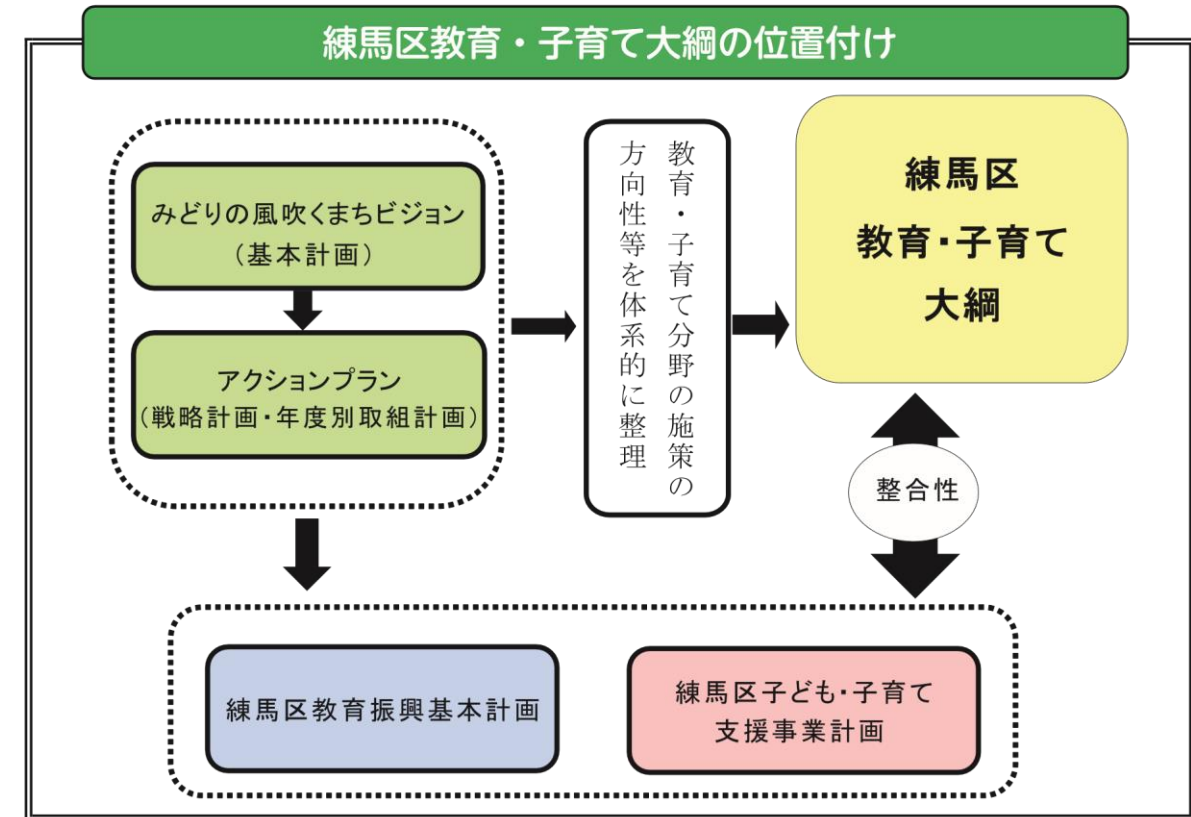 練馬区教育・子育て大綱の位置付け
みどりの風吹くまちビジョン
（基本計画）
アクションプラン
（戦略計画・年度別取組計画）
教育・子育て分野の施策の
方向性等を体系的に整理
練馬区
教育・子育て
大綱
整合性
練馬区教育振興基本計画
練馬区子ども・子育て
支援事業計画